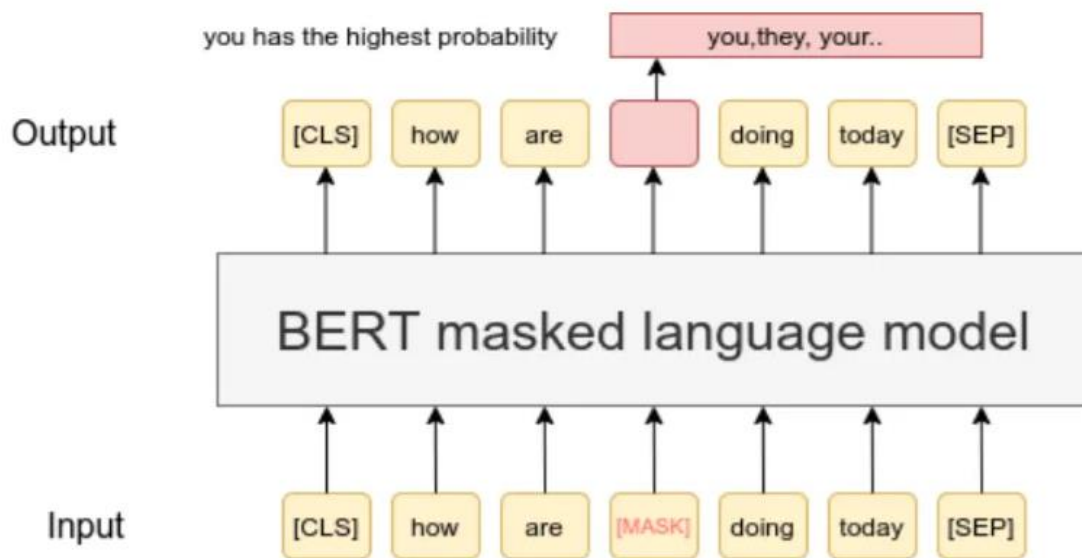 you has the highest probability
you,they, your..
Output
[CLS] how are doing today [SEP]
BERT masked language model
Input
[CLS] how are [MASK] doing today [SEP]